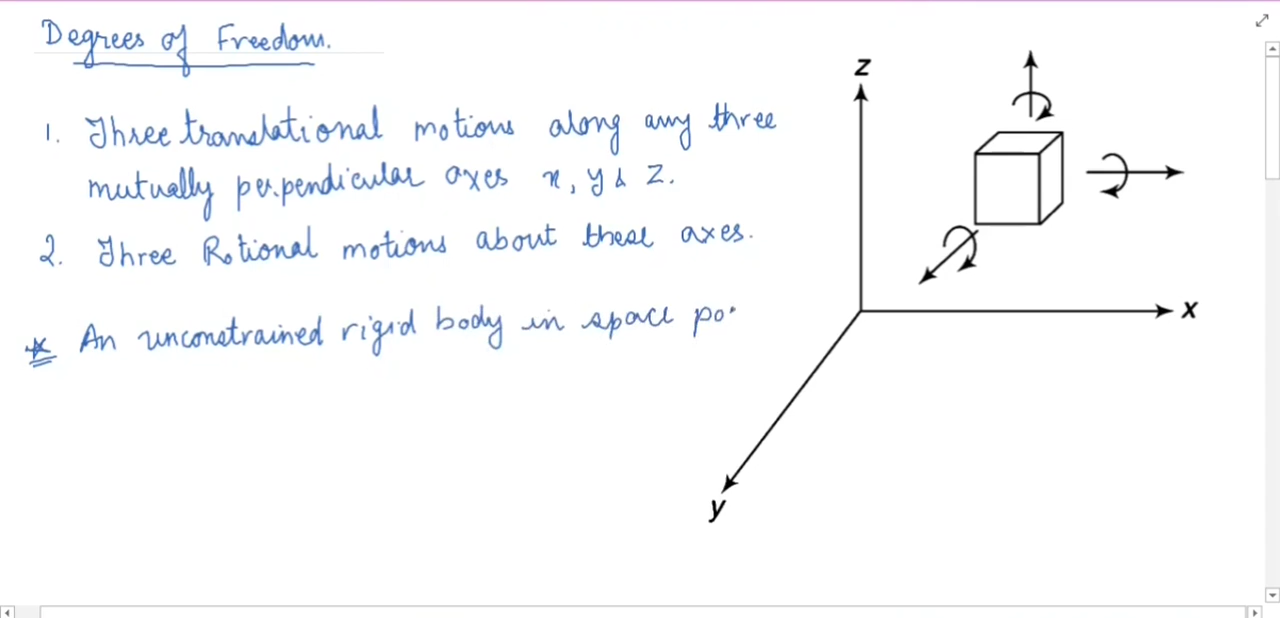 Degrees of Freedom.
1. Three translational motions along any three
mutually perpendicular axes x, y & z.
2. Three Rotional motions about these axes.
* An unconstrained rigid body in space po
z
x
y